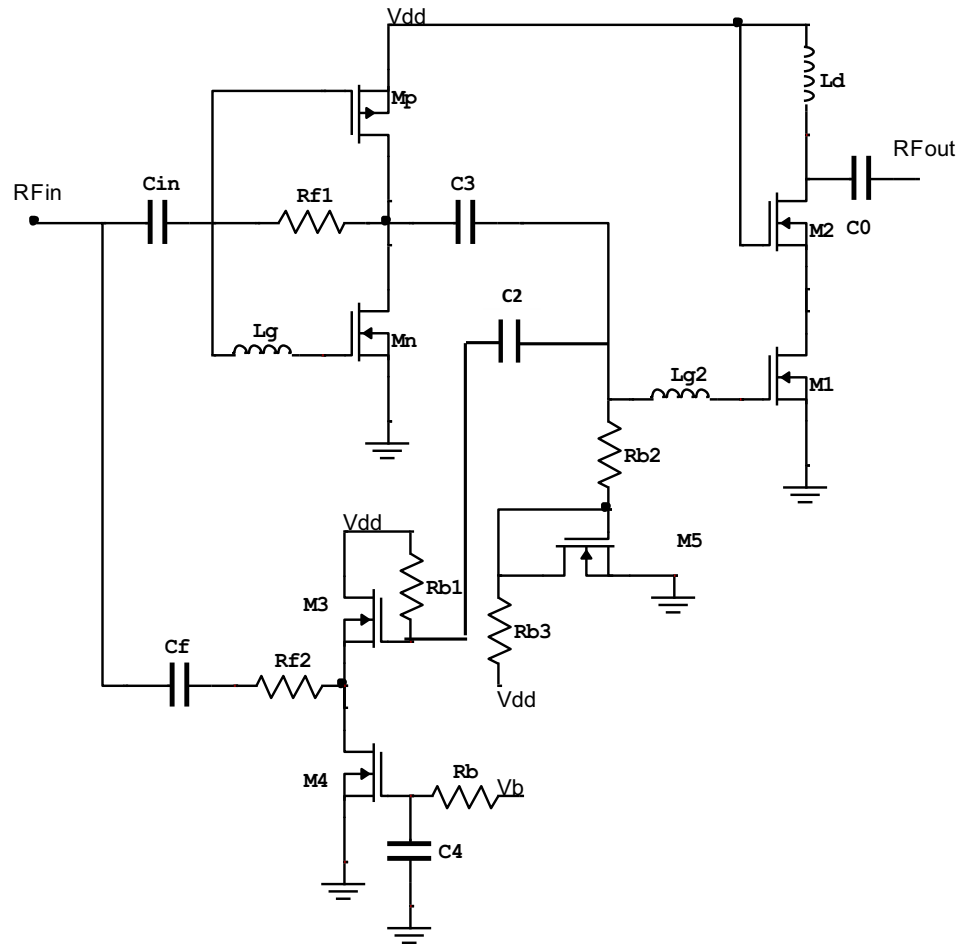 Vdd
Mp
Ld
RFin
Cin
Rf1
C3
RFout
M2
C0
C2
Lg
Mn
Lg2
M1
Rb2
Vdd
M5
Rb1
M3
Rb3
Cf
Rf2
Vdd
M4
Rb
Vb
C4